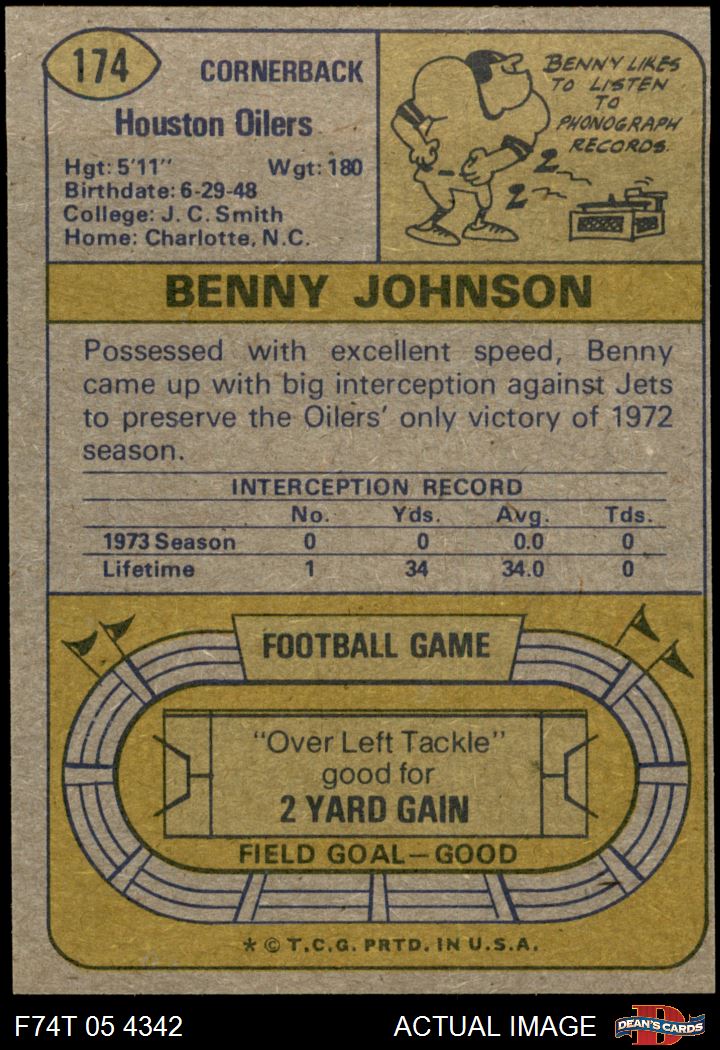 174
CORNERBACK
Houston Oilers
Hgt: 5'11" Wgt: 180
Birthdate: 6-29-48
College: J. C. Smith
Home: Charlotte, N.C.
BENNY LIKES
TO LISTEN
TO
PHONOGRAPH
RECORDS.
2
2
BENNY JOHNSON
Possessed with excellent speed, Benny
came up with big interception against Jets
to preserve the Oilers' only victory of 1972
season.
INTERCEPTION RECORD
No. Yds. Avg. Tds.
1973 Season 0 0 0.0 0
Lifetime 1 34 34.0 0
FOOTBALL GAME
"Over Left Tackle"
good for
2 YARD GAIN
FIELD GOAL—GOOD
* © T.C.G. PRTD. IN U.S.A.
F74T 05 4342 ACTUAL IMAGE DEAN'S CARDS